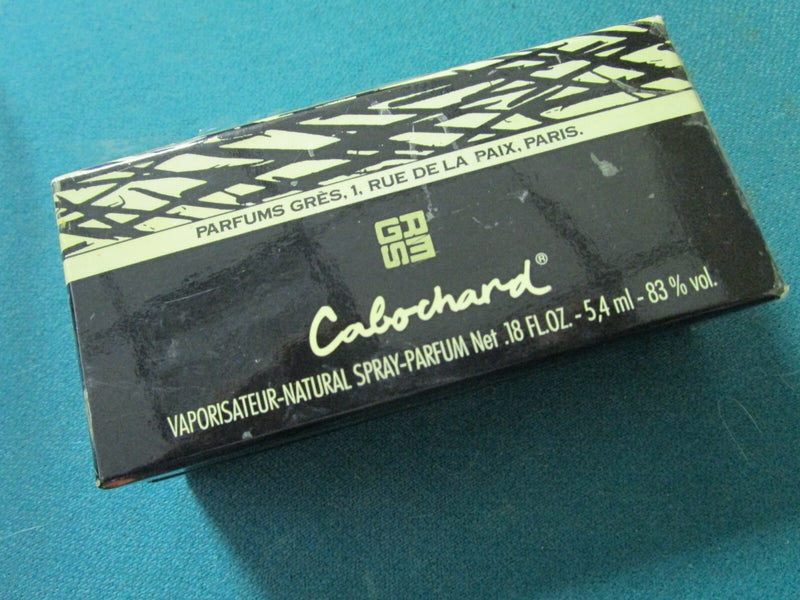 PARFUMS GRÈS, 1, RUE DE LA PAIX, PARIS.
GRES
Cabochard®
VAPORISATEUR-NATURAL SPRAY-PARFUM Net .18 FL.OZ. - 5,4 ml - 83 % vol.